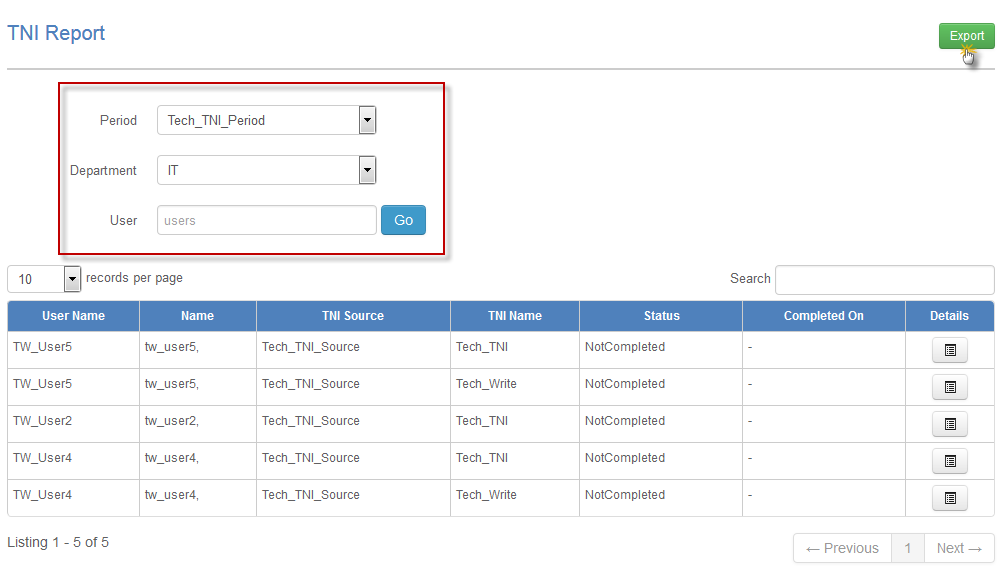 TNI Report
Export
Period Tech_TNI_Period
Department IT
User users Go
10 records per page Search
User Name Name TNI Source TNI Name Status Completed On Details
TW_User5 tw_user5, Tech_TNI_Source Tech_TNI NotCompleted -
TW_User5 tw_user5, Tech_TNI_Source Tech_Write NotCompleted -
TW_User2 tw_user2, Tech_TNI_Source Tech_TNI NotCompleted -
TW_User4 tw_user4, Tech_TNI_Source Tech_TNI NotCompleted -
TW_User4 tw_user4, Tech_TNI_Source Tech_Write NotCompleted -
Listing 1 - 5 of 5 ← Previous 1 Next →